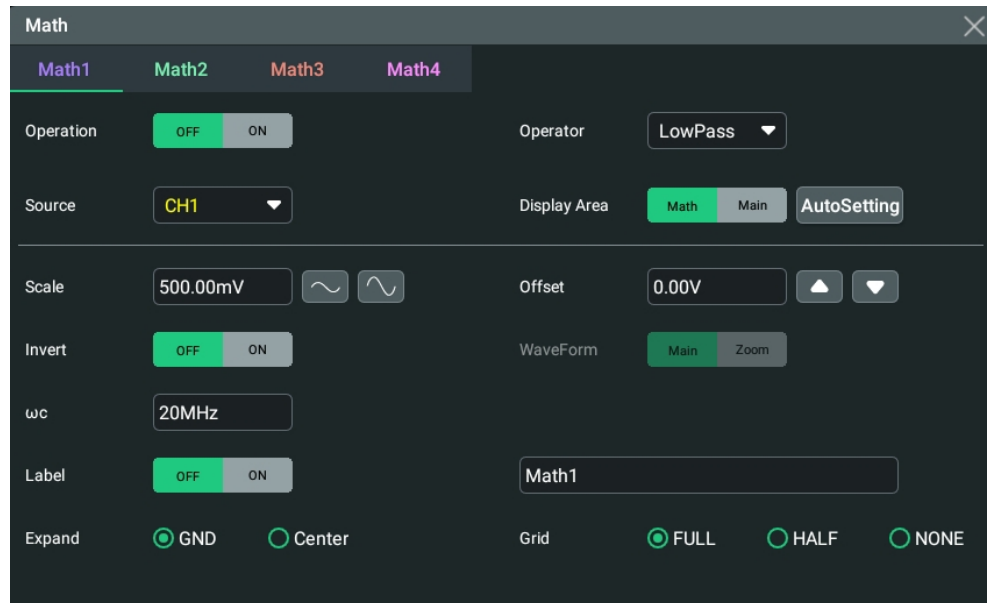 Math
Math1 Math2 Math3 Math4
Operation OFF ON Operator LowPass
Source CH1 Display Area Math Main AutoSetting
Scale 500.00mV Offset 0.00V
Invert OFF ON WaveForm Main Zoom
ωc 20MHz
Label OFF ON Math1
Expand GND Center Grid FULL HALF NONE